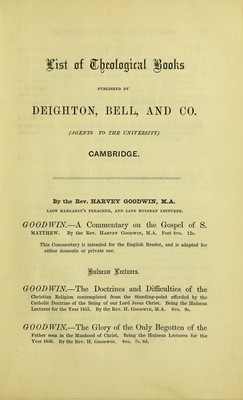 List of Theological Books
PUBLISHED BY
DEIGHTON, BELL, AND CO.
(AGENTS TO THE UNIVERSITY)
CAMBRIDGE.
By the Rev. HARVEY GOODWIN, M.A.
LADY MARGARET'S PREACHER, AND LATE HULSEAN LECTURER.
GOODWIN.—A Commentary on the Gospel of S.
MATTHEW. By the Rev. HARVEY GOODWIN, M.A. Post 8vo. 12s.
This Commentary is intended for the English Reader, and is adapted for
either domestic or private use.
Hulsean Lectures.
GOODWIN.—The Doctrines and Difficulties of the
Christian Religion contemplated from the Standing-point afforded by the
Catholic Doctrine of the Being of our Lord Jesus Christ. Being the Hulsean
Lectures for the Year 1855. By the Rev. H. GOODWIN, M.A. 8vo. 9s.
GOODWIN.—The Glory of the Only Begotten of the
Father seen in the Manhood of Christ. Being the Hulsean Lectures for the
Year 1856. By the Rev. H. GOODWIN. 8vo. 7s. 6d.